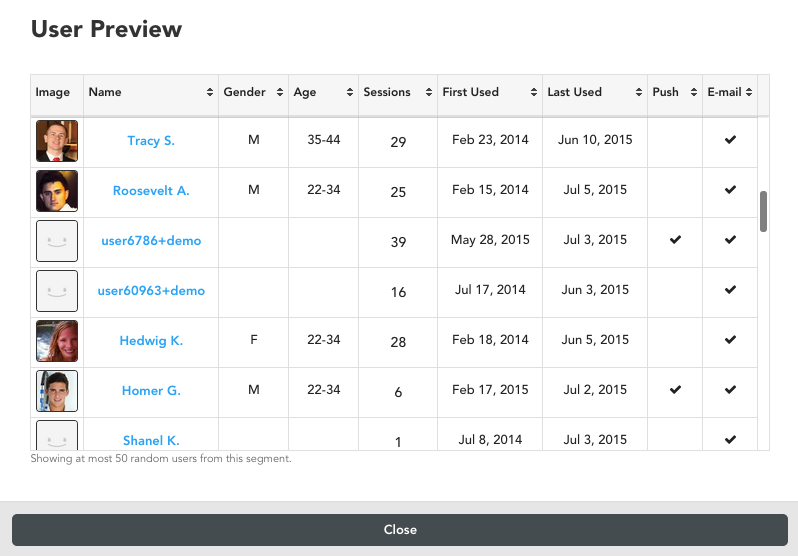 User Preview
Image Name Gender Age Sessions First Used Last Used Push E-mail
Tracy S. M 35-44 29 Feb 23, 2014 Jun 10, 2015
Roosevelt A. M 22-34 25 Feb 15, 2014 Jul 5, 2015
user6786+demo 39 May 28, 2015 Jul 3, 2015
user60963+demo 16 Jul 17, 2014 Jun 3, 2015
Hedwig K. F 22-34 28 Feb 18, 2014 Jun 5, 2015
Homer G. M 22-34 6 Feb 17, 2015 Jul 2, 2015
Shanel K. 1 Jul 8, 2014 Jul 3, 2015
Showing at most 50 random users from this segment.
Close